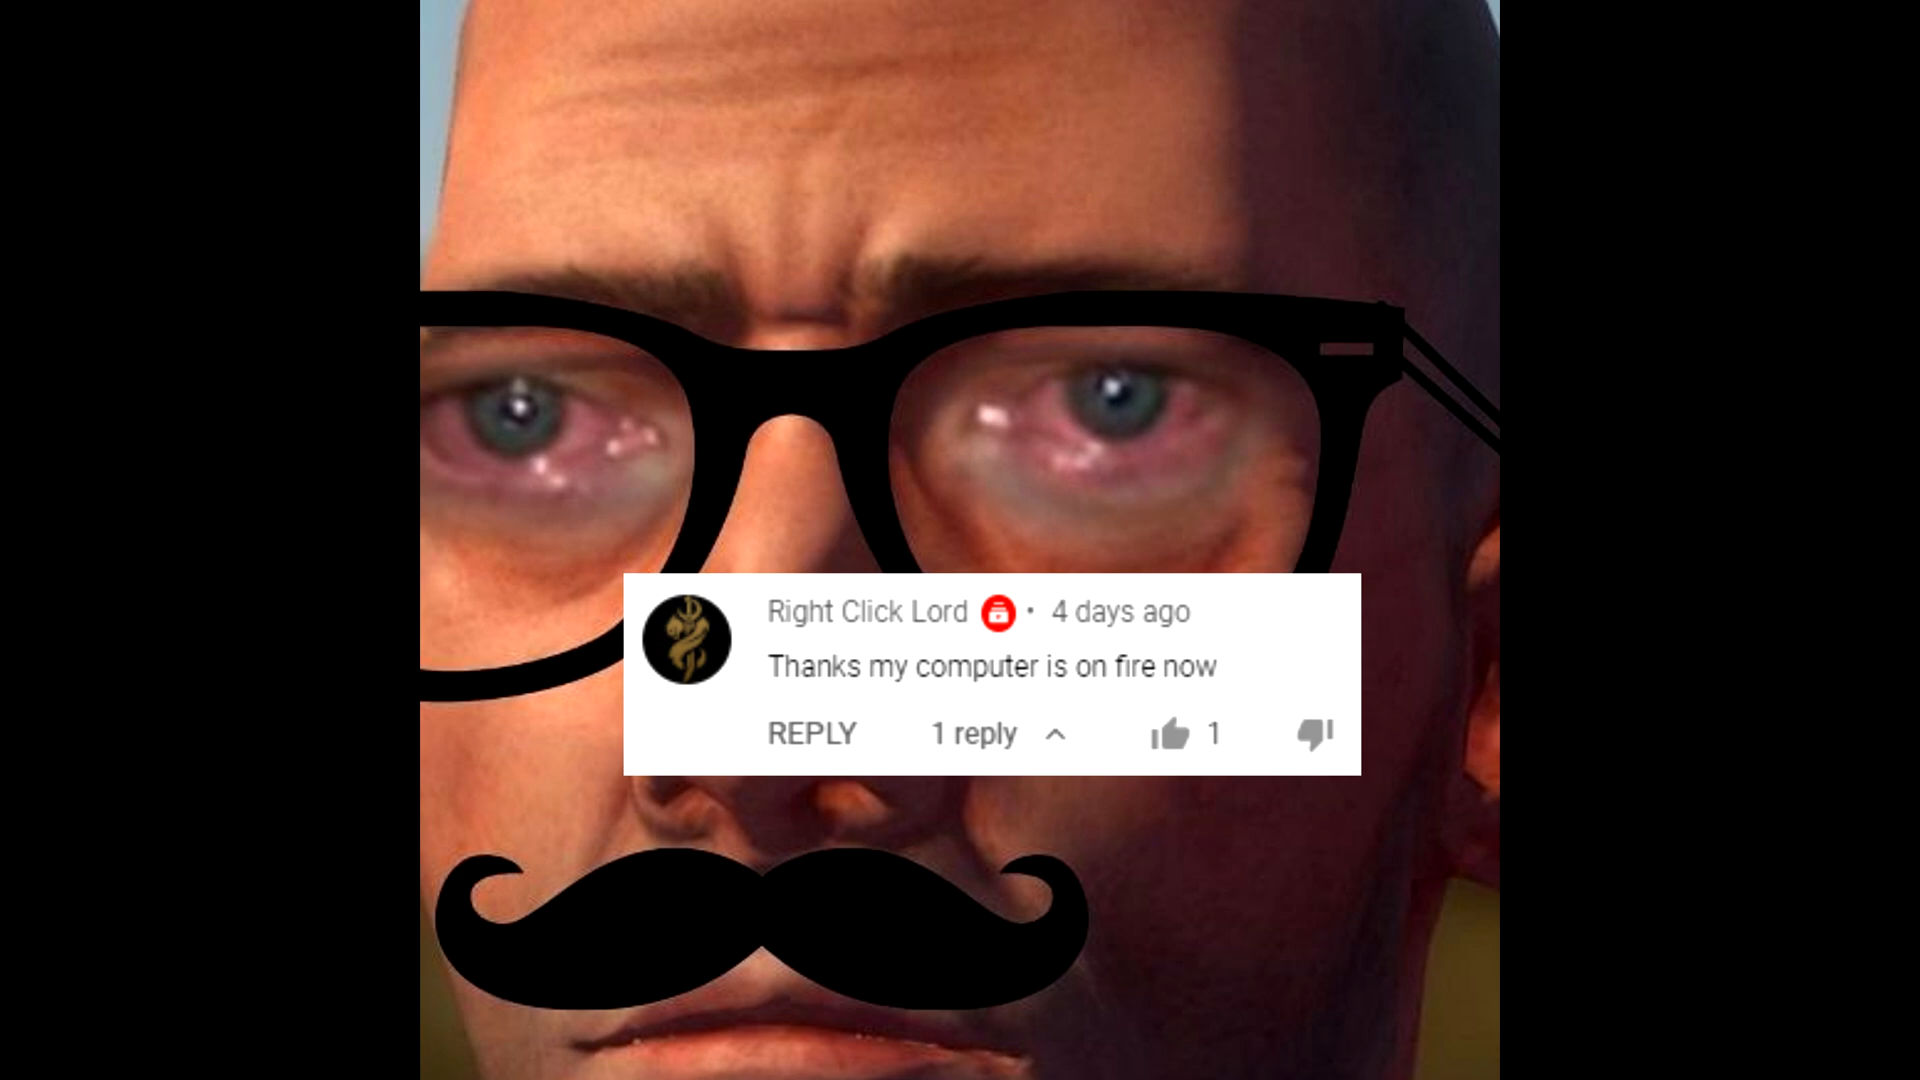 Right Click Lord • 4 days ago
Thanks my computer is on fire now
REPLY 1 reply 1